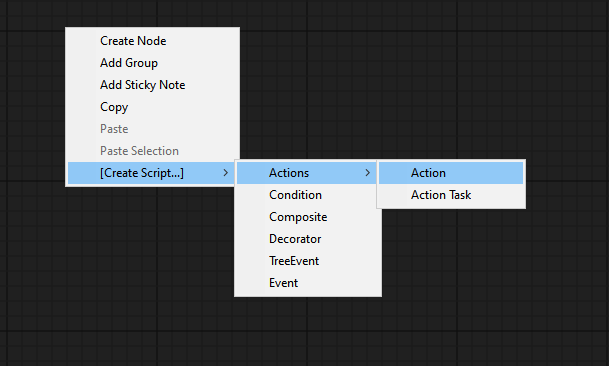 Create Node
Add Group
Add Sticky Note
Copy
Paste
Paste Selection
[Create Script...]
Actions
Condition
Composite
Decorator
TreeEvent
Event
Action
Action Task